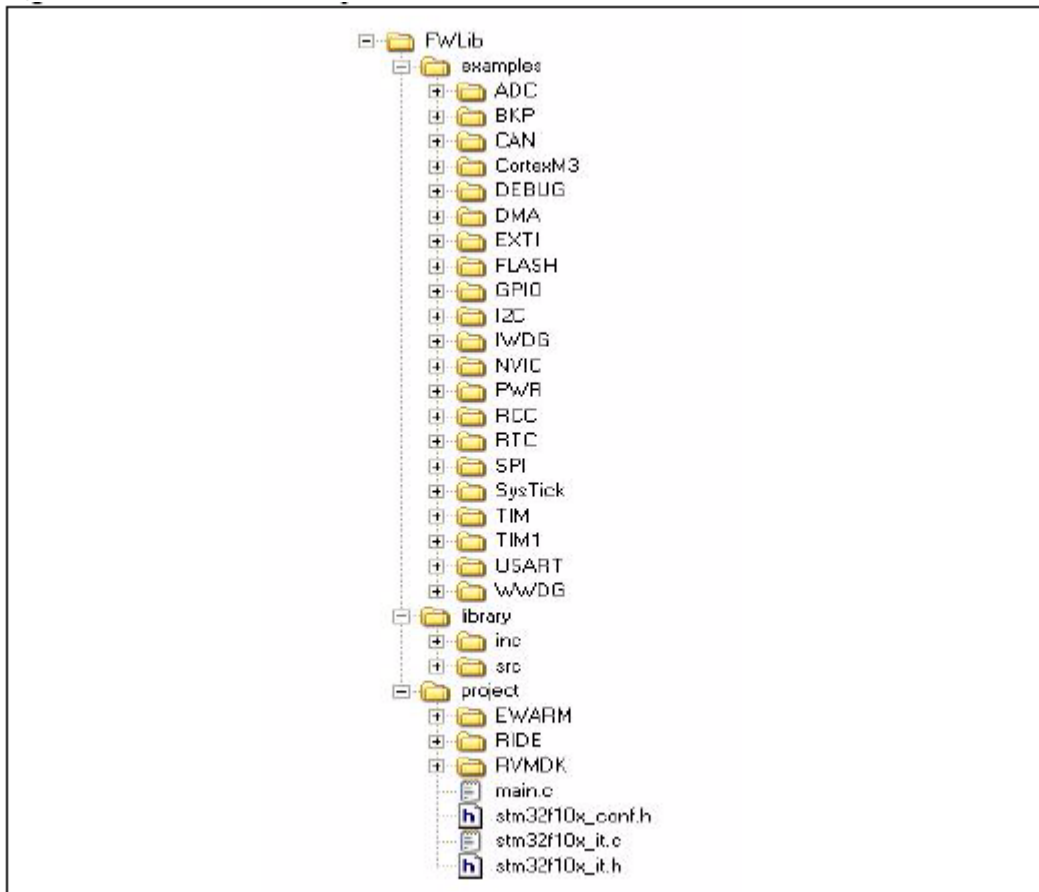 FWLib
examples
ADC
BKP
CAN
CortexM3
DEBUG
DMA
EXTI
FLASH
GPIO
I2C
IWDG
NVIC
PWR
RCC
RTC
SPI
SysTick
TIM
TIM1
USART
WWDG
library
inc
src
project
EWARM
RIDE
RVMDK
main.c
stm32f10x_conf.h
stm32f10x_it.c
stm32f10x_it.h